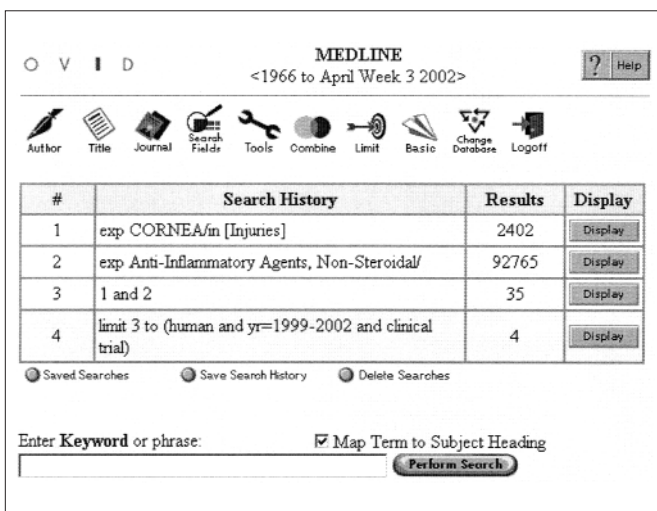 O V I D
MEDLINE
<1966 to April Week 3 2002>
? Help
Author Title Journal Search Fields Tools Combine Limit Basic Change Database Logoff
# Search History Results Display
1 exp CORNEA/in [Injuries] 2402 Display
2 exp Anti-Inflammatory Agents, Non-Steroidal/ 92765 Display
3 1 and 2 35 Display
4 limit 3 to (human and yr=1999-2002 and clinical
trial) 4 Display
Saved Searches Save Search History Delete Searches
Enter Keyword or phrase: Map Term to Subject Heading
Perform Search